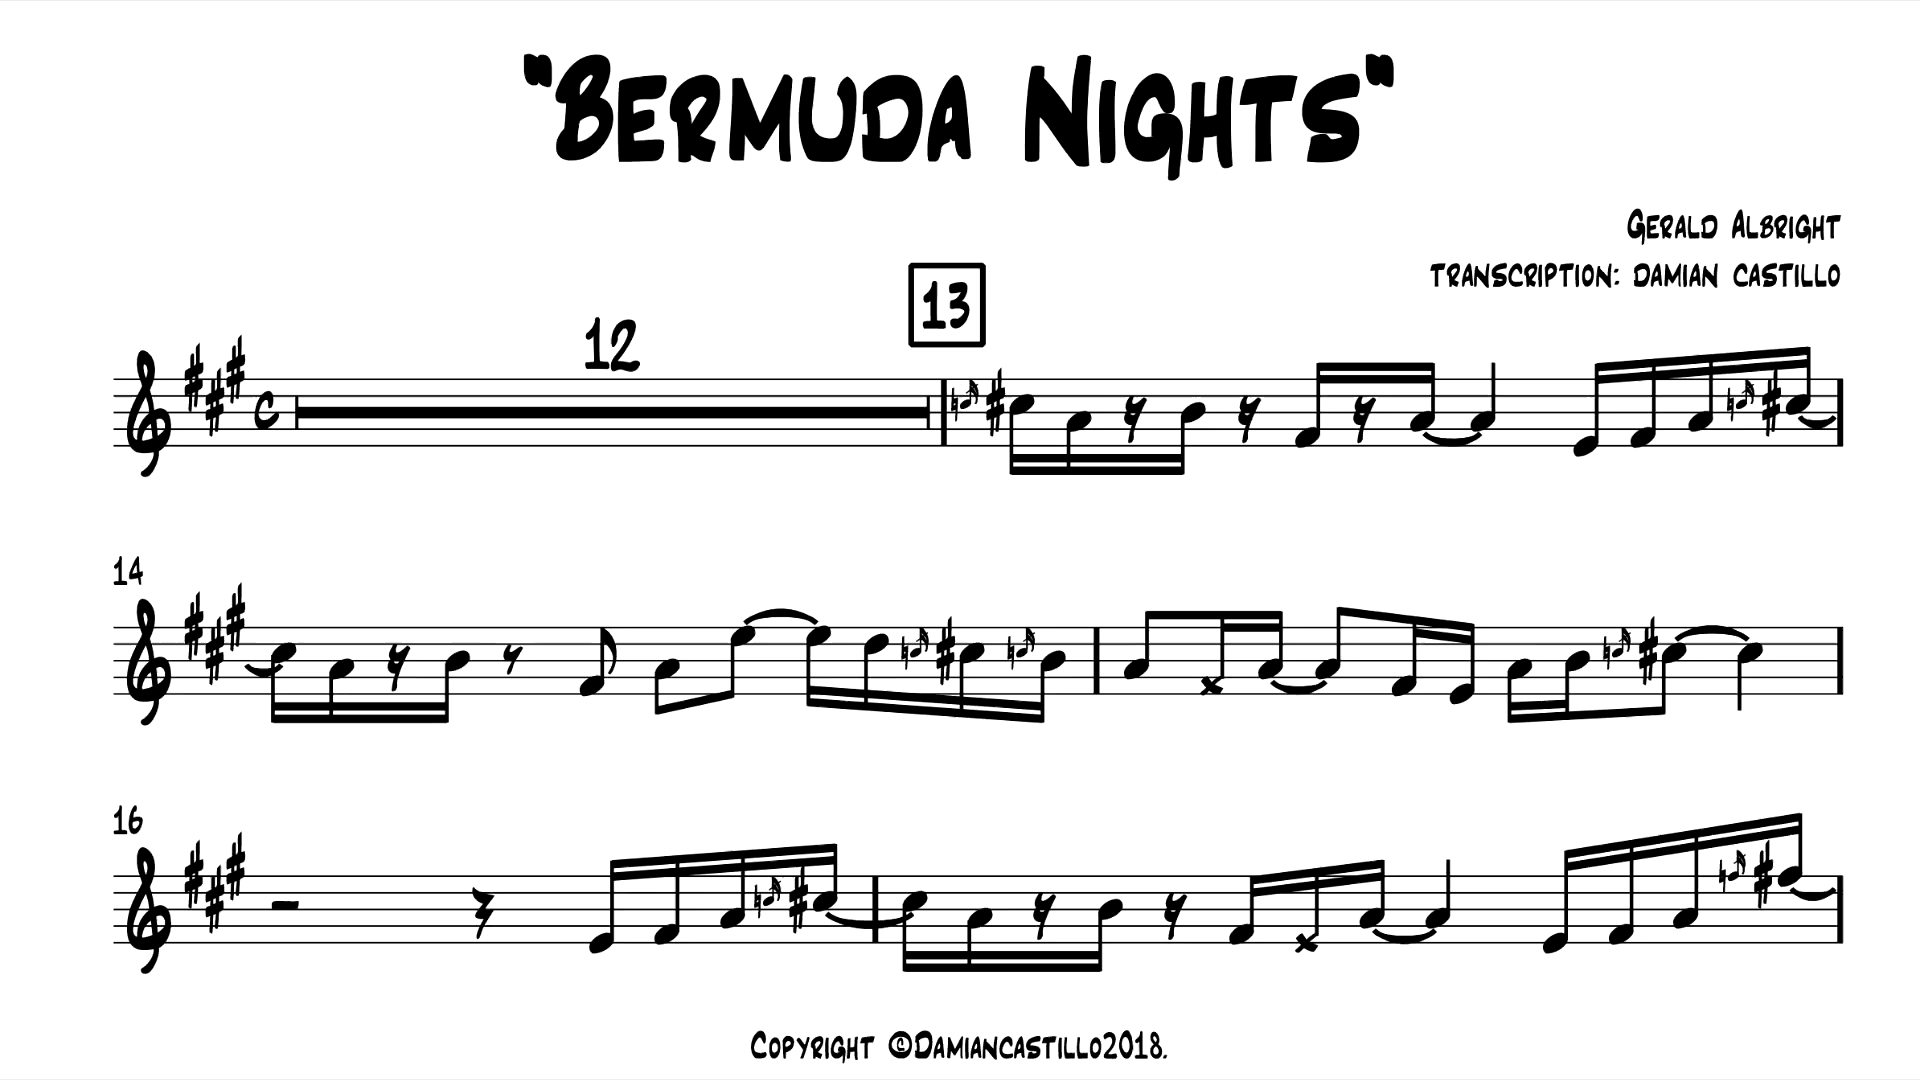 "Bermuda Nights"
Gerald Albright
transcription: damian castillo
13
12
14
16
Copyright ©Damiancastillo2018.